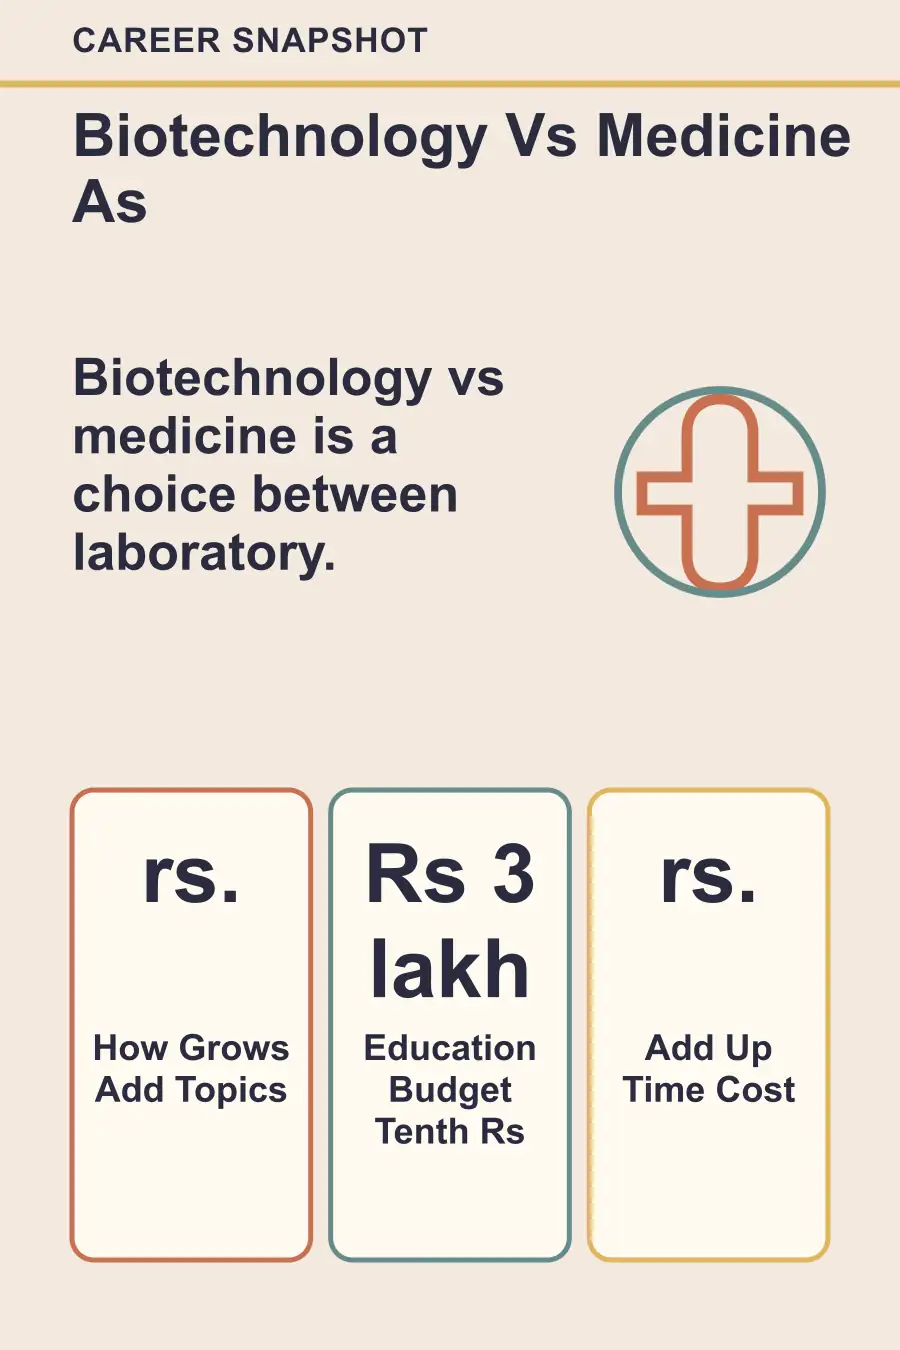 CAREER SNAPSHOT
Biotechnology Vs Medicine
As
Biotechnology vs
medicine is a
choice between
laboratory.
rs.
How Grows
Add Topics
Rs 3
lakh
Education
Budget
Tenth Rs
rs.
Add Up
Time Cost